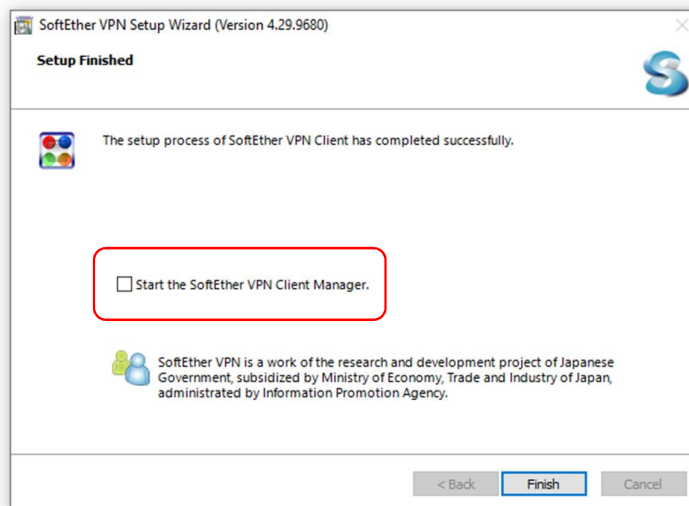 SoftEther VPN Setup Wizard (Version 4.29.9680)
Setup Finished
The setup process of SoftEther VPN Client has completed successfully.
Start the SoftEther VPN Client Manager.
SoftEther VPN is a work of the research and development project of Japanese
Government, subsidized by Ministry of Economy, Trade and Industry of Japan,
administrated by Information Promotion Agency.
< Back
Finish
Cancel